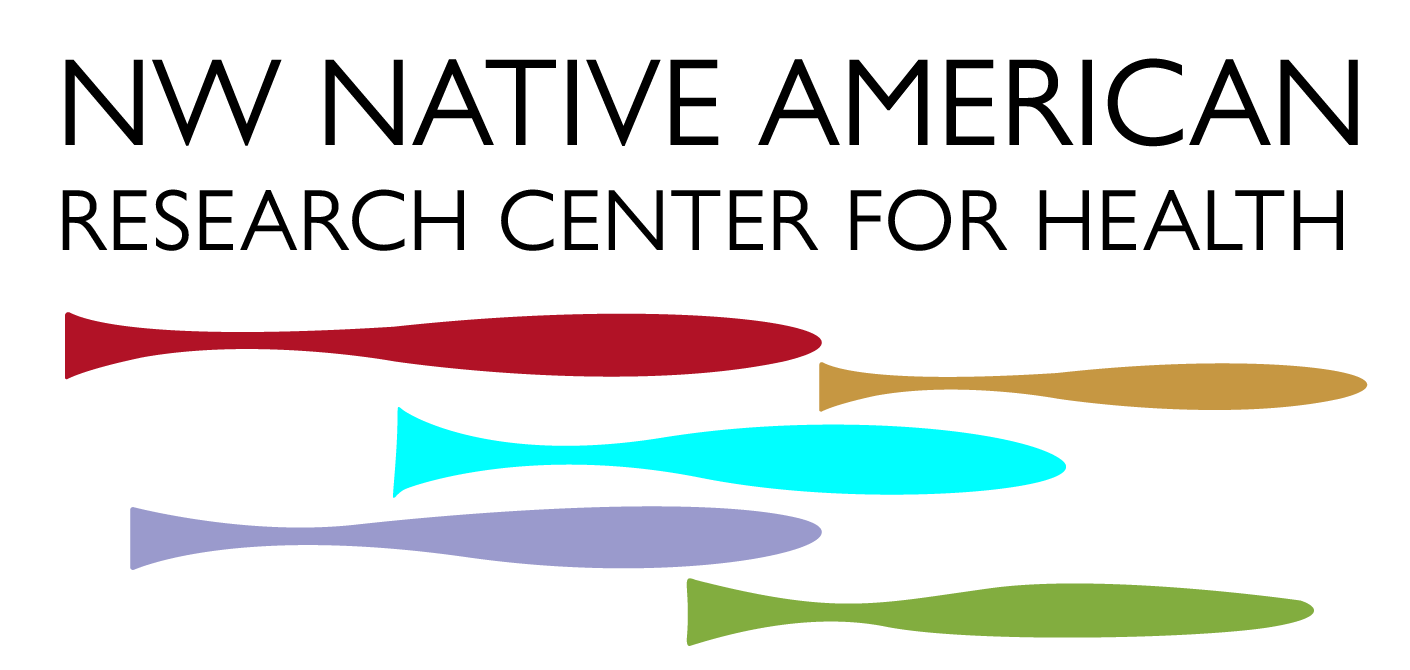 NW NATIVE AMERICAN
RESEARCH CENTER FOR HEALTH